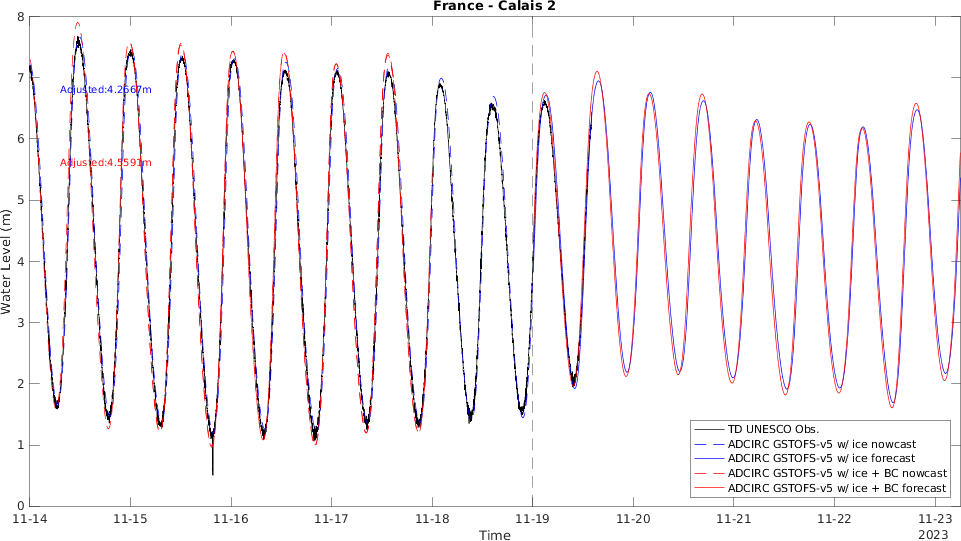 France - Calais 2
8
7
6
5
4
3
2
1
0
Water Level (m)
Adjusted:4.2667m
Adjusted:4.5591m
TD UNESCO Obs.
ADCIRC GSTOFS-v5 w/ ice nowcast
ADCIRC GSTOFS-v5 w/ ice forecast
ADCIRC GSTOFS-v5 w/ ice + BC nowcast
ADCIRC GSTOFS-v5 w/ ice + BC forecast
11-14 11-15 11-16 11-17 11-18 11-19 11-20 11-21 11-22 11-23
Time
2023